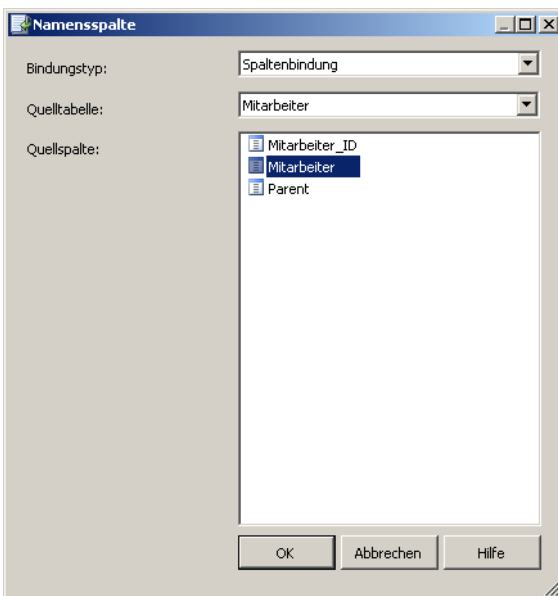 Namensspalte
Bindungstyp: Spaltenbindung
Quelltabelle: Mitarbeiter
Quellspalte: Mitarbeiter_ID
Mitarbeiter
Parent
OK Abbrechen Hilfe